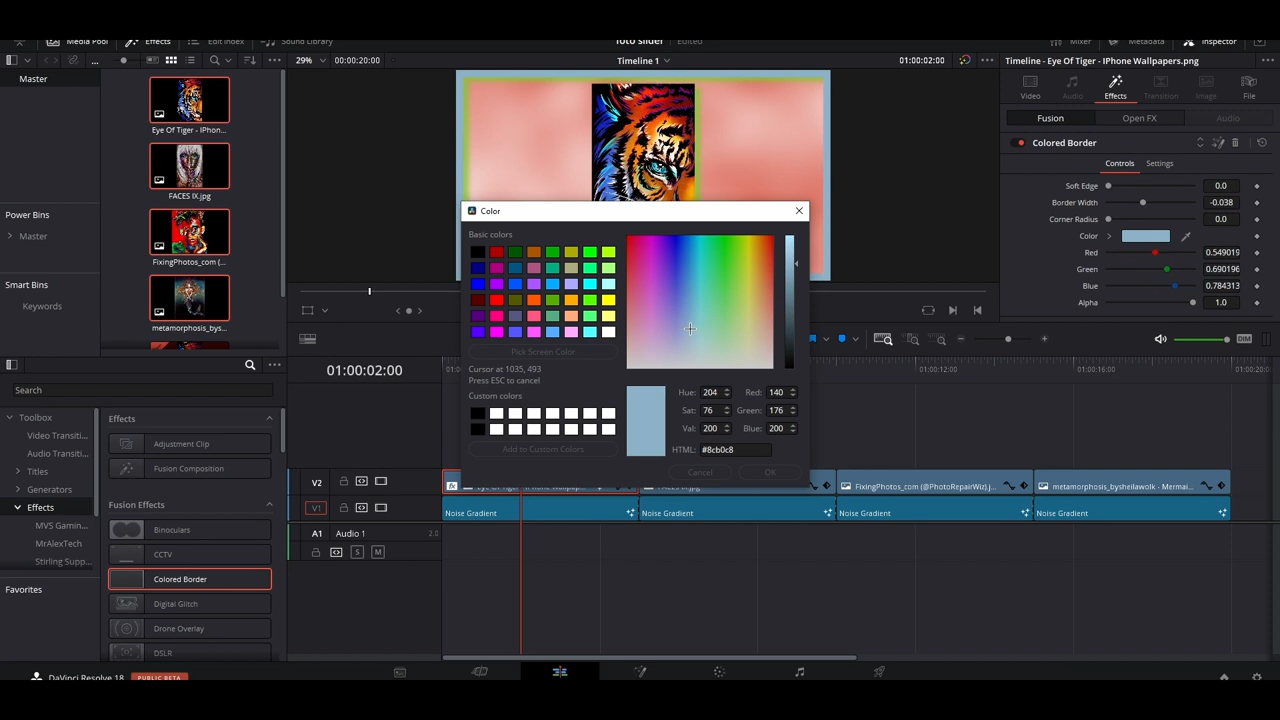 Media Pool
Effects
Edit Index
Sound Library
foto slider
Edited
Mixer
Metadata
Inspector
...
29%
00:00:20:00
Timeline 1
01:00:02:00
Timeline - Eye Of Tiger - IPhone Wallpapers.png
Master
Eye Of Tiger - IPhon...
FACES IX.jpg
FixingPhotos_com (...
metamorphosis_bys...
Power Bins
Master
Smart Bins
Keywords
Video
Audio
Effects
Transition
Image
File
Fusion
Open FX
Audio
Colored Border
Controls
Settings
Soft Edge
0.0
Border Width
-0.038
Corner Radius
0.0
Color
Red
0.549019
Green
0.690196
Blue
0.784313
Alpha
1.0
Color
Basic colors
Pick Screen Color
Cursor at 1035, 493
Press ESC to cancel
Custom colors
Add to Custom Colors
Hue: 204
Red: 140
Sat: 76
Green: 176
Val: 200
Blue: 200
HTML: #8cb0c8
Cancel
OK
DIM
Search
Toolbox
Video Transiti...
Audio Transiti...
Titles
Generators
Effects
MVS Gamin...
MrAlexTech
Stirling Supp...
Favorites
Effects
Adjustment Clip
Fusion Composition
Fusion Effects
Binoculars
CCTV
Colored Border
Digital Glitch
Drone Overlay
DSLR
01:00:02:00
01:00:12:00
01:00:16:00
01:00:20:00
V2
FixingPhotos_com (@PhotoRepairWiz).j...
metamorphosis_bysheilawolk - Mermai...
V1
Noise Gradient
Noise Gradient
Noise Gradient
Noise Gradient
A1
Audio 1
2.0
S
M
DaVinci Resolve 18
PUBLIC BETA